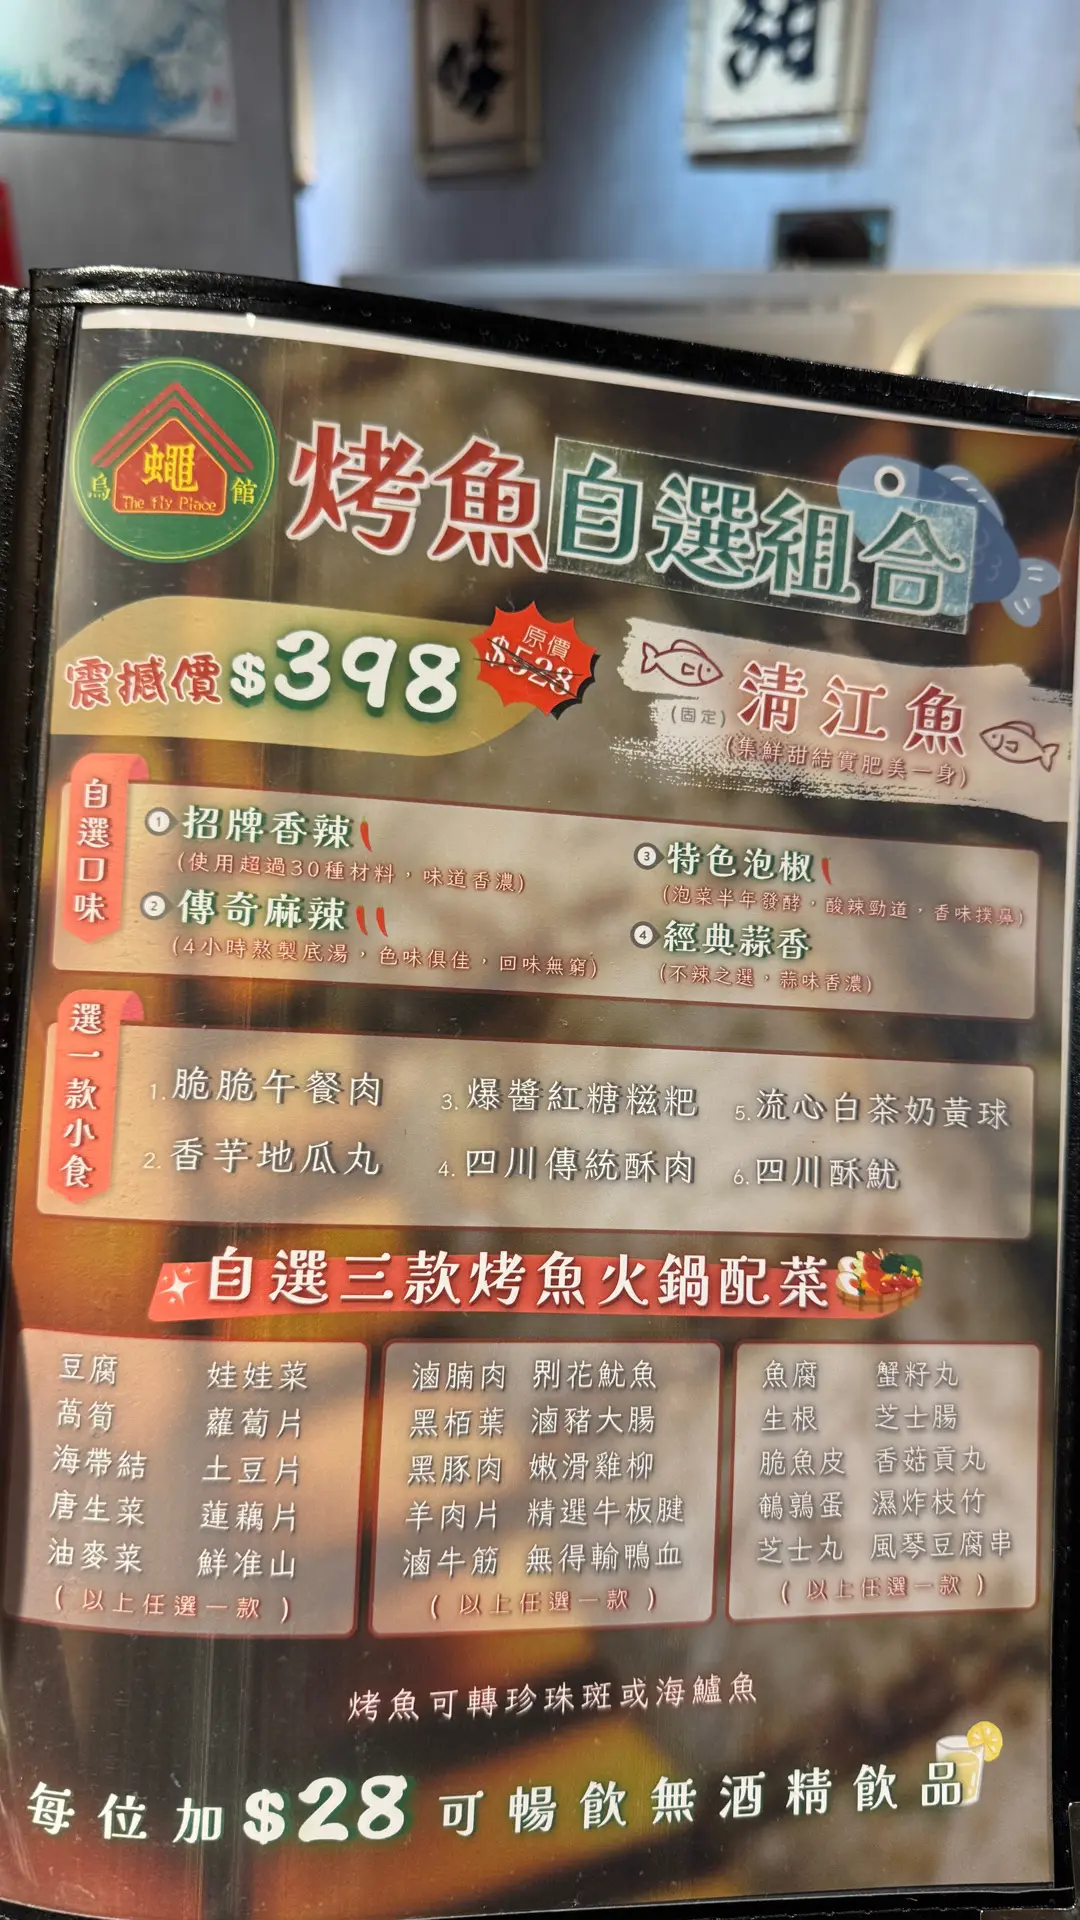 味
甜
烏蠅館
The Fly Place
烤魚自選組合
震撼價$398
原價
$528
(固定)清江魚
(集鮮甜結實肥美一身)
自選口味
1 招牌香辣
(使用超過30種材料，味道香濃)
2 傳奇麻辣
(4小時熬製底湯，色味俱佳，回味無窮)
3 特色泡椒
(泡菜半年發酵，酸辣勁道，香味撲鼻)
4 經典蒜香
(不辣之選，蒜味香濃)
選一款小食
1.脆脆午餐肉
2.香芋地瓜丸
3.爆醬紅糖糍粑
4.四川傳統酥肉
5.流心白茶奶黃球
6.四川酥魷
自選三款烤魚火鍋配菜
豆腐 娃娃菜
萵筍 蘿蔔片
海帶結 土豆片
唐生菜 蓮藕片
油麥菜 鮮准山
(以上任選一款)
滷腩肉 𠝹花魷魚
黑栢葉 滷豬大腸
黑豚肉 嫩滑雞柳
羊肉片 精選牛板腱
滷牛筋 無得輸鴨血
(以上任選一款)
魚腐 蟹籽丸
生根 芝士腸
脆魚皮 香菇貢丸
鵪鶉蛋 濕炸枝竹
芝士丸 風琴豆腐串
(以上任選一款)
烤魚可轉珍珠斑或海鱸魚
每位加$28可暢飲無酒精飲品